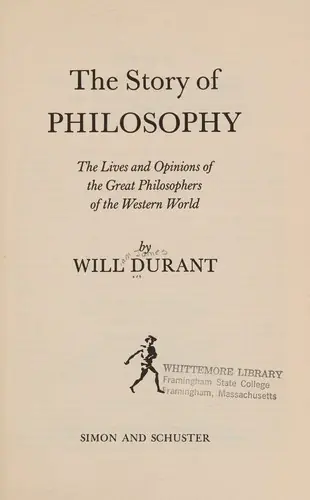 The Story of
PHILOSOPHY
The Lives and Opinions of
the Great Philosophers
of the Western World
by
WILL DURANT
WHITTEMORE LIBRARY
Framingham State College
Framingham, Massachusetts
SIMON AND SCHUSTER